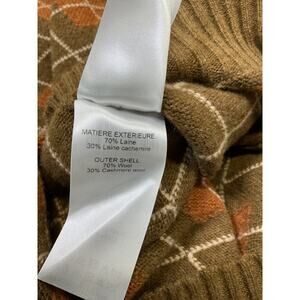 MATIERE EXTERIEURE
70% Laine
30% Laine cachemire
OUTER SHELL
70% Wool
30% Cashmere wool